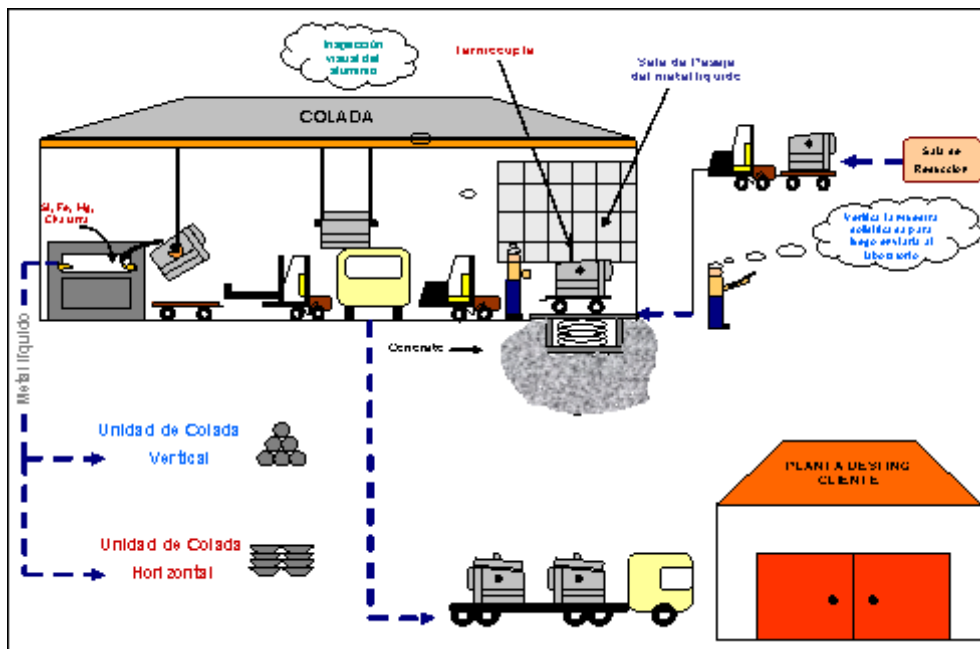 Inspección
visual del
aluminio
Termocupla
Sala de Pesaje
del metal líquido
COLADA
Sala de
Reducción
Si, Fe, Mg,
Chatarra
Verificar la muestra
solidificada para
luego enviarla al
laboratorio
Concreto
Metal líquido
Unidad de Colada
Vertical
PLANTA DESTINO
CLIENTE
Unidad de Colada
Horizontal